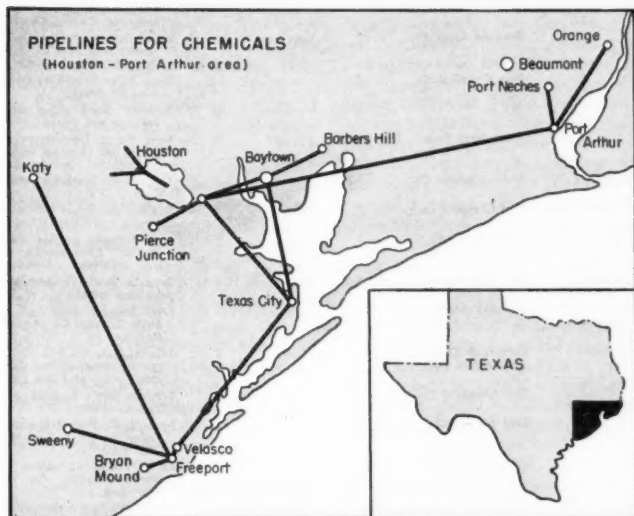 PIPELINES FOR CHEMICALS
(Houston - Port Arthur area)
Orange
Beaumont
Port Neches
Port
Arthur
Barbers Hill
Houston
Baytown
Katy
Pierce
Junction
Texas City
TEXAS
Sweeny
Velasco
Bryan
Mound
Freeport